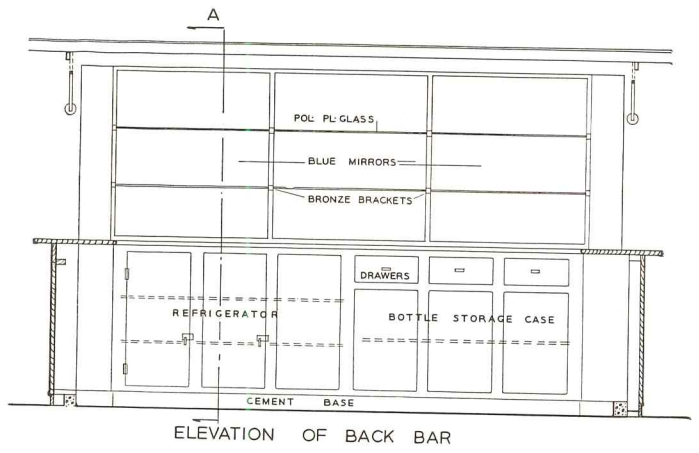 A
POL: PL: GLASS
BLUE MIRRORS
BRONZE BRACKETS
DRAWERS
REFRIGERATOR
BOTTLE STORAGE CASE
CEMENT BASE
ELEVATION OF BACK BAR